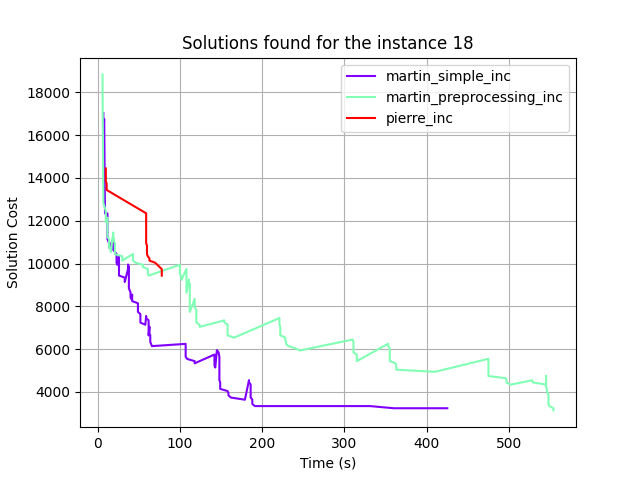 Solutions found for the instance 18
martin_simple_inc
martin_preprocessing_inc
pierre_inc
Solution Cost
18000
16000
14000
12000
10000
8000
6000
4000
0 100 200 300 400 500
Time (s)